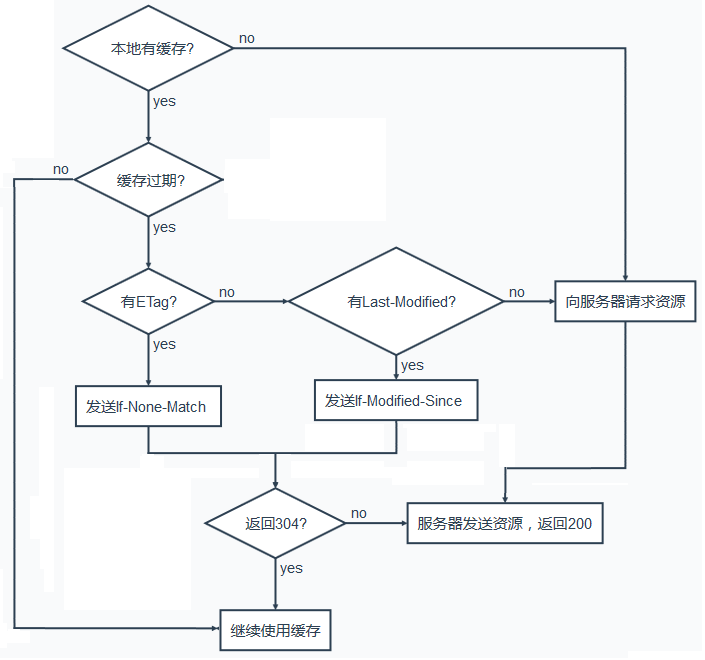 本地有缓存?
no
yes
缓存过期?
no
yes
有ETag?
no
有Last-Modified?
no
向服务器请求资源
yes
yes
发送If-None-Match
发送If-Modified-Since
返回304?
no
服务器发送资源，返回200
yes
继续使用缓存